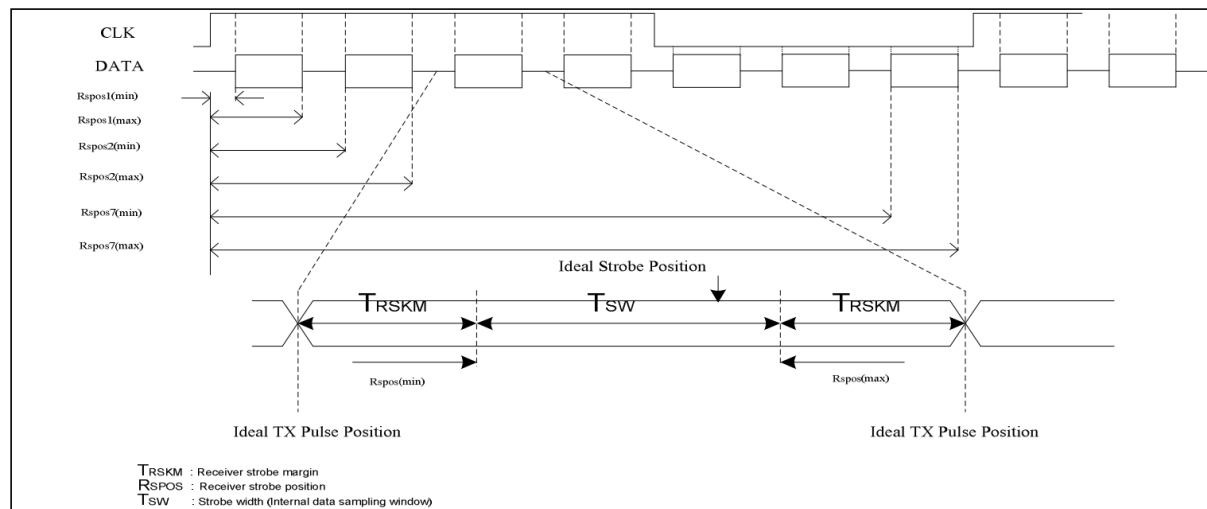 CLK
DATA
Rspos1(min)
Rspos1(max)
Rspos2(min)
Rspos2(max)
Rspos7(min)
Rspos7(max)
Ideal Strobe Position
TRSKM
TSW
TRSKM
Rspos(min)
Rspos(max)
Ideal TX Pulse Position
Ideal TX Pulse Position
TRSKM : Receiver strobe margin
RSPOS : Receiver strobe position
TSW : Strobe width (Internal data sampling window)